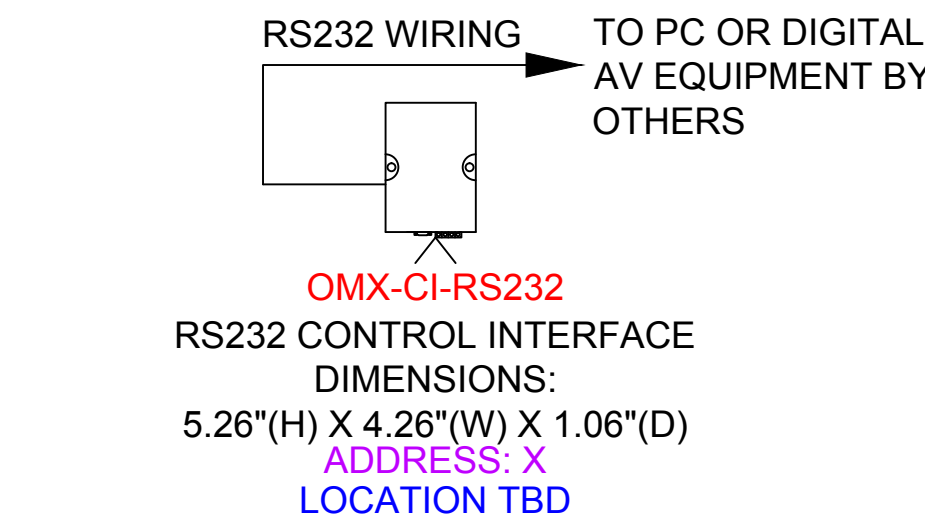 RS232 WIRING
TO PC OR DIGITAL
AV EQUIPMENT BY
OTHERS
OMX-CI-RS232
RS232 CONTROL INTERFACE
DIMENSIONS:
5.26"(H) X 4.26"(W) X 1.06"(D)
ADDRESS: X
LOCATION TBD